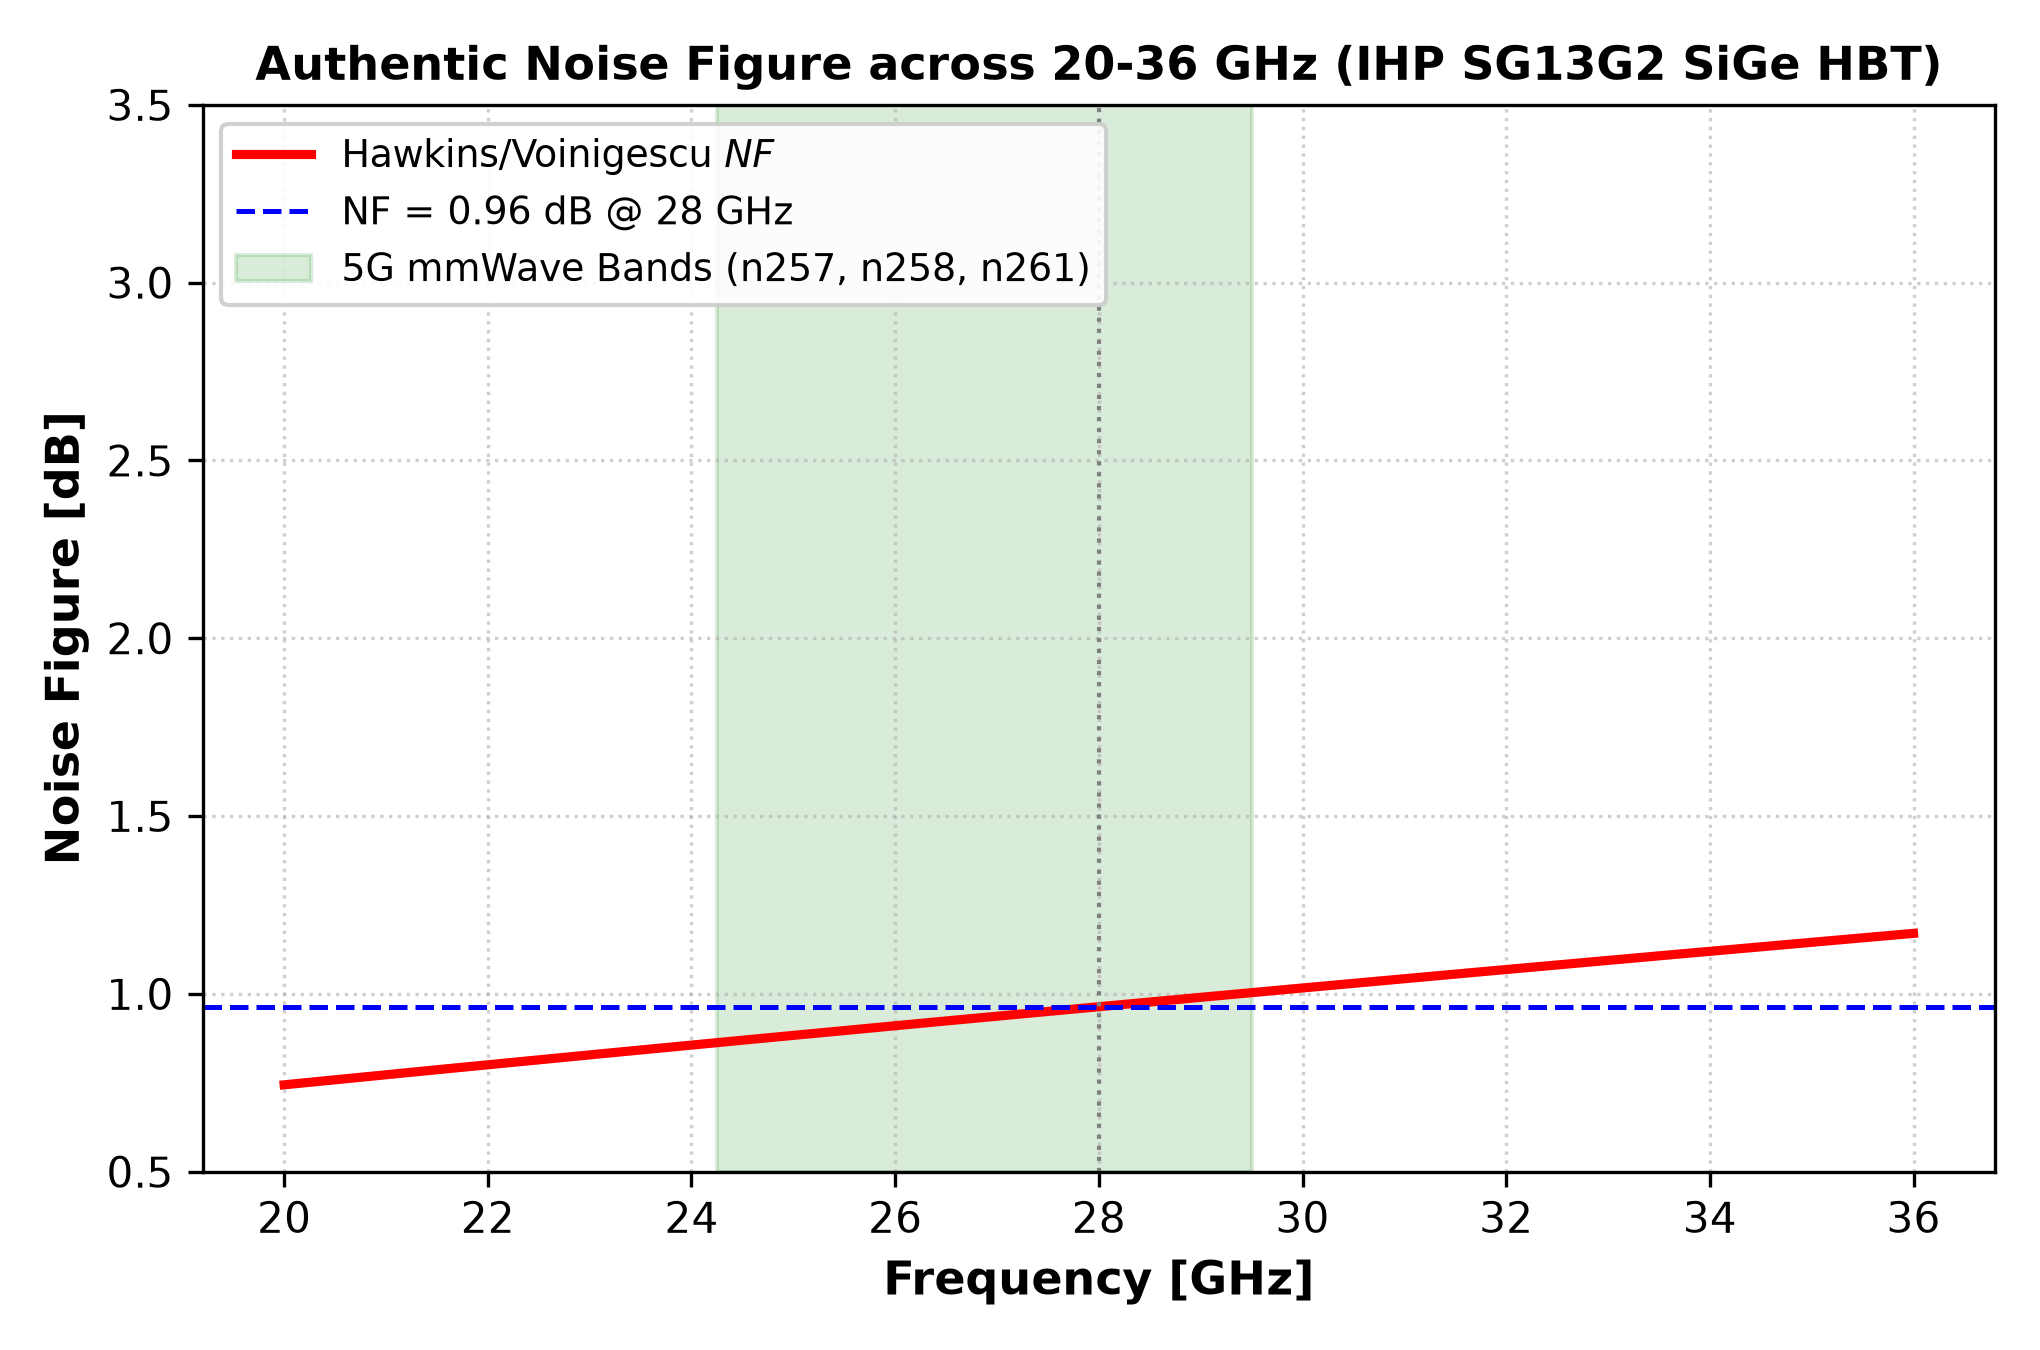 Authentic Noise Figure across 20-36 GHz (IHP SG13G2 SiGe HBT)
Hawkins/Voinigescu NF
NF = 0.96 dB @ 28 GHz
5G mmWave Bands (n257, n258, n261)
Noise Figure [dB]
3.5
3.0
2.5
2.0
1.5
1.0
0.5
20 22 24 26 28 30 32 34 36
Frequency [GHz]